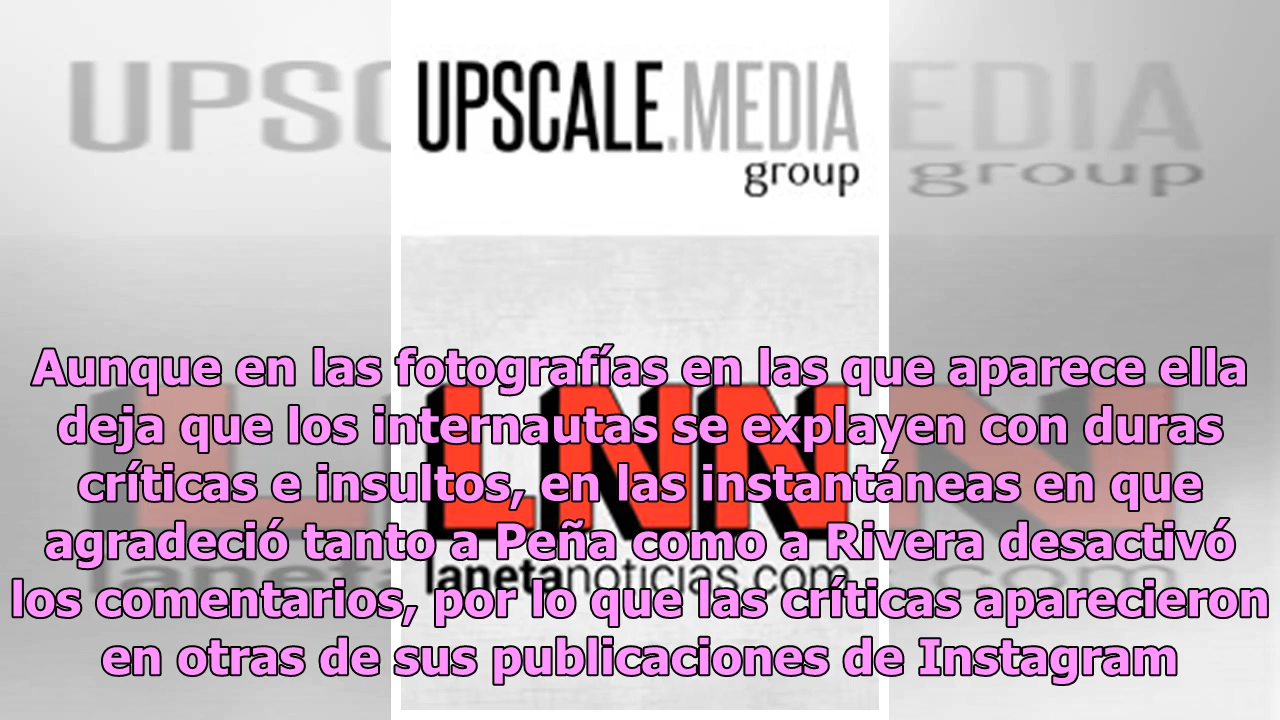 UPSCALE.MEDIA
group
Aunque en las fotografías en las que aparece ella
deja que los internautas se explayen con duras
críticas e insultos, en las instantáneas en que
agradeció tanto a Peña como a Rivera desactivó
los comentarios, por lo que las críticas aparecieron
en otras de sus publicaciones de Instagram
LNN
lanetanoticias.com